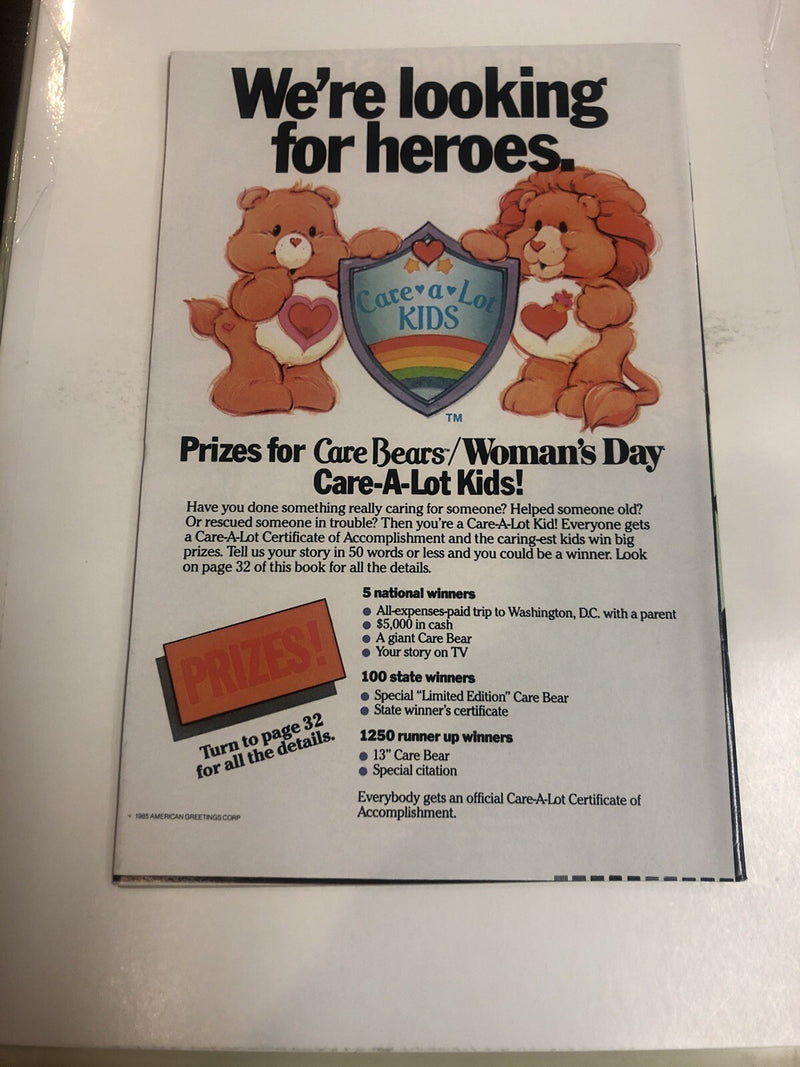 We're looking
for heroes.
Care♥a♥Lot
KIDS
TM
Prizes for Care Bears™/Woman's Day
Care-A-Lot Kids!
Have you done something really caring for someone? Helped someone old?
Or rescued someone in trouble? Then you're a Care-A-Lot Kid! Everyone gets
a Care-A-Lot Certificate of Accomplishment and the caring-est kids win big
prizes. Tell us your story in 50 words or less and you could be a winner. Look
on page 32 of this book for all the details.
PRIZES!
Turn to page 32
for all the details.
5 national winners
● All-expenses-paid trip to Washington, D.C. with a parent
● $5,000 in cash
● A giant Care Bear
● Your story on TV
100 state winners
● Special "Limited Edition" Care Bear
● State winner's certificate
1250 runner up winners
● 13" Care Bear
● Special citation
Everybody gets an official Care-A-Lot Certificate of
Accomplishment.
1985 AMERICAN GREETINGS CORP